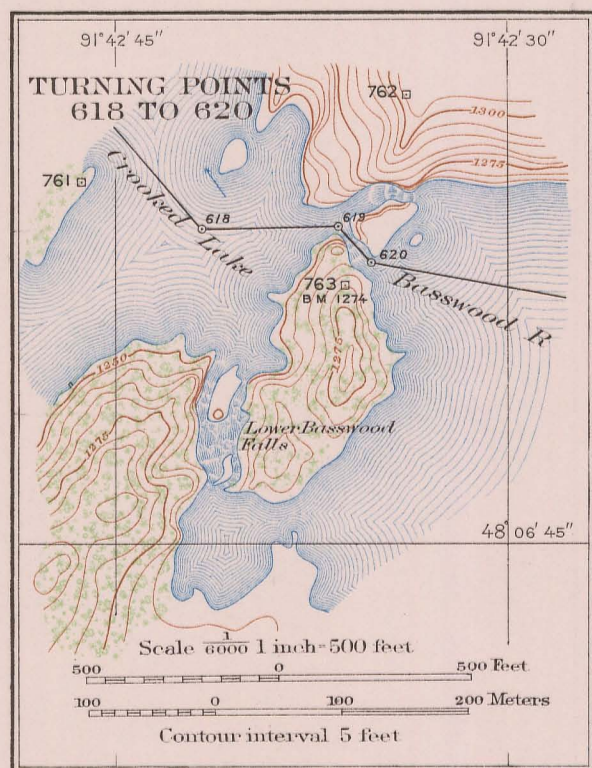 91° 42' 45"
91° 42' 30"
TURNING POINTS
618 TO 620
762
1300
1275
761
Crooked Lake
618
619
620
763
B M 1274
Basswood R
1275
1250
1275
Lower Basswood
Falls
48° 06' 45"
Scale 1/6000 1 inch=500 feet
500 0 500 Feet
100 0 100 200 Meters
Contour interval 5 feet